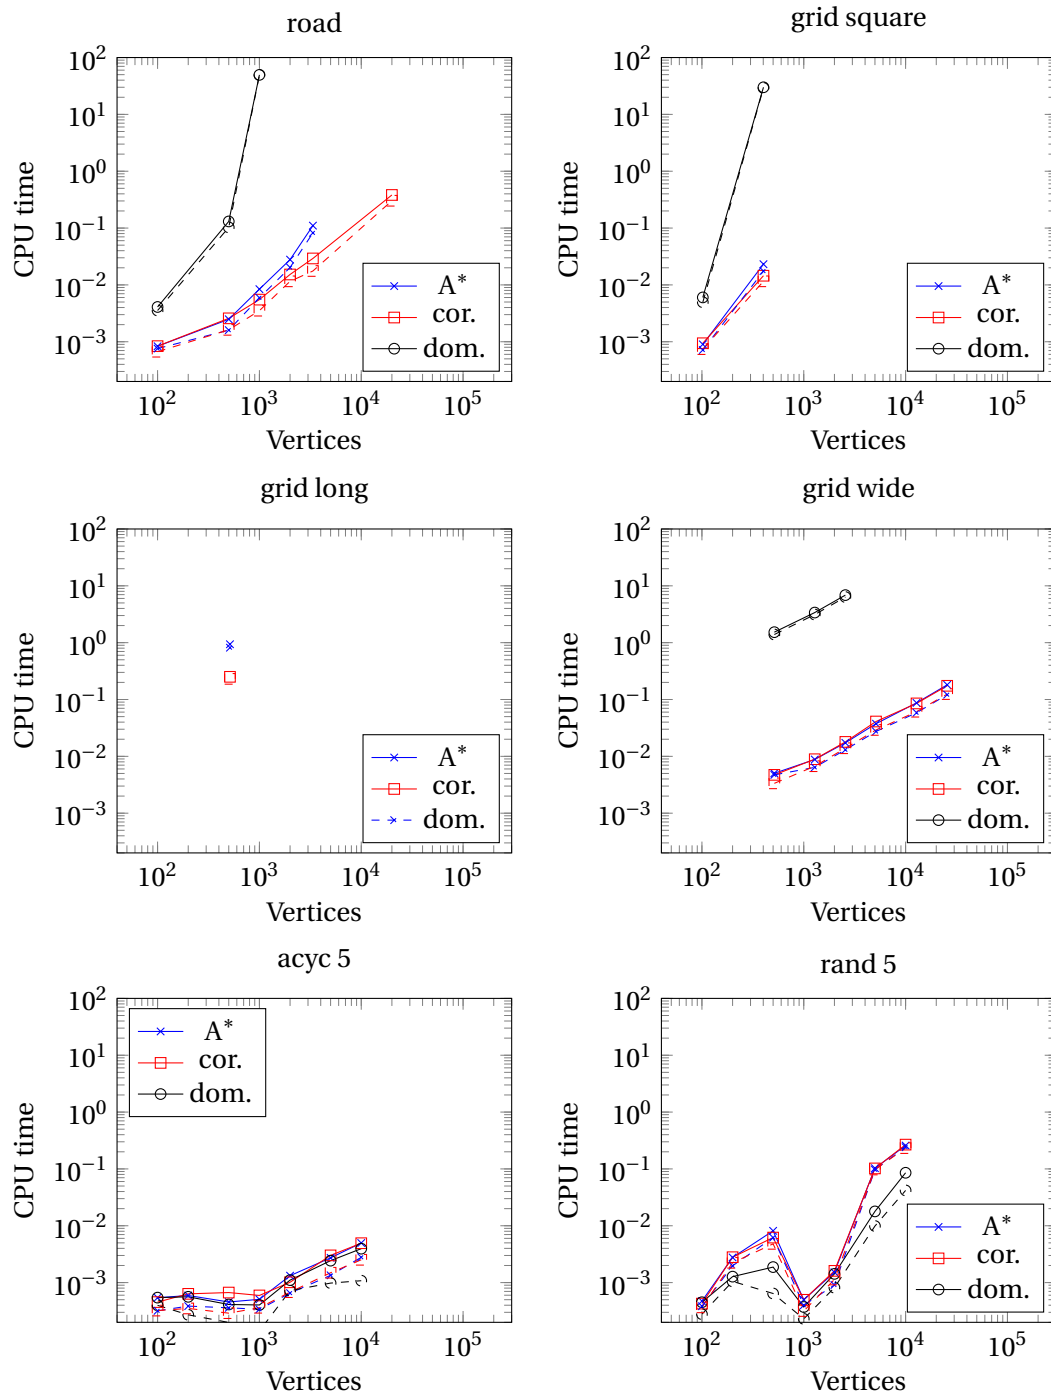 road
10^2
10^1
10^0
10^−1
10^−2
10^−3
CPU time
A*
cor.
dom.
10^2 10^3 10^4 10^5
Vertices
grid square
10^2
10^1
10^0
10^−1
10^−2
10^−3
CPU time
A*
cor.
dom.
10^2 10^3 10^4 10^5
Vertices
grid long
10^2
10^1
10^0
10^−1
10^−2
10^−3
CPU time
A*
cor.
dom.
10^2 10^3 10^4 10^5
Vertices
grid wide
10^2
10^1
10^0
10^−1
10^−2
10^−3
CPU time
A*
cor.
dom.
10^2 10^3 10^4 10^5
Vertices
acyc 5
10^2
10^1
10^0
10^−1
10^−2
10^−3
CPU time
A*
cor.
dom.
10^2 10^3 10^4 10^5
Vertices
rand 5
10^2
10^1
10^0
10^−1
10^−2
10^−3
CPU time
A*
cor.
dom.
10^2 10^3 10^4 10^5
Vertices